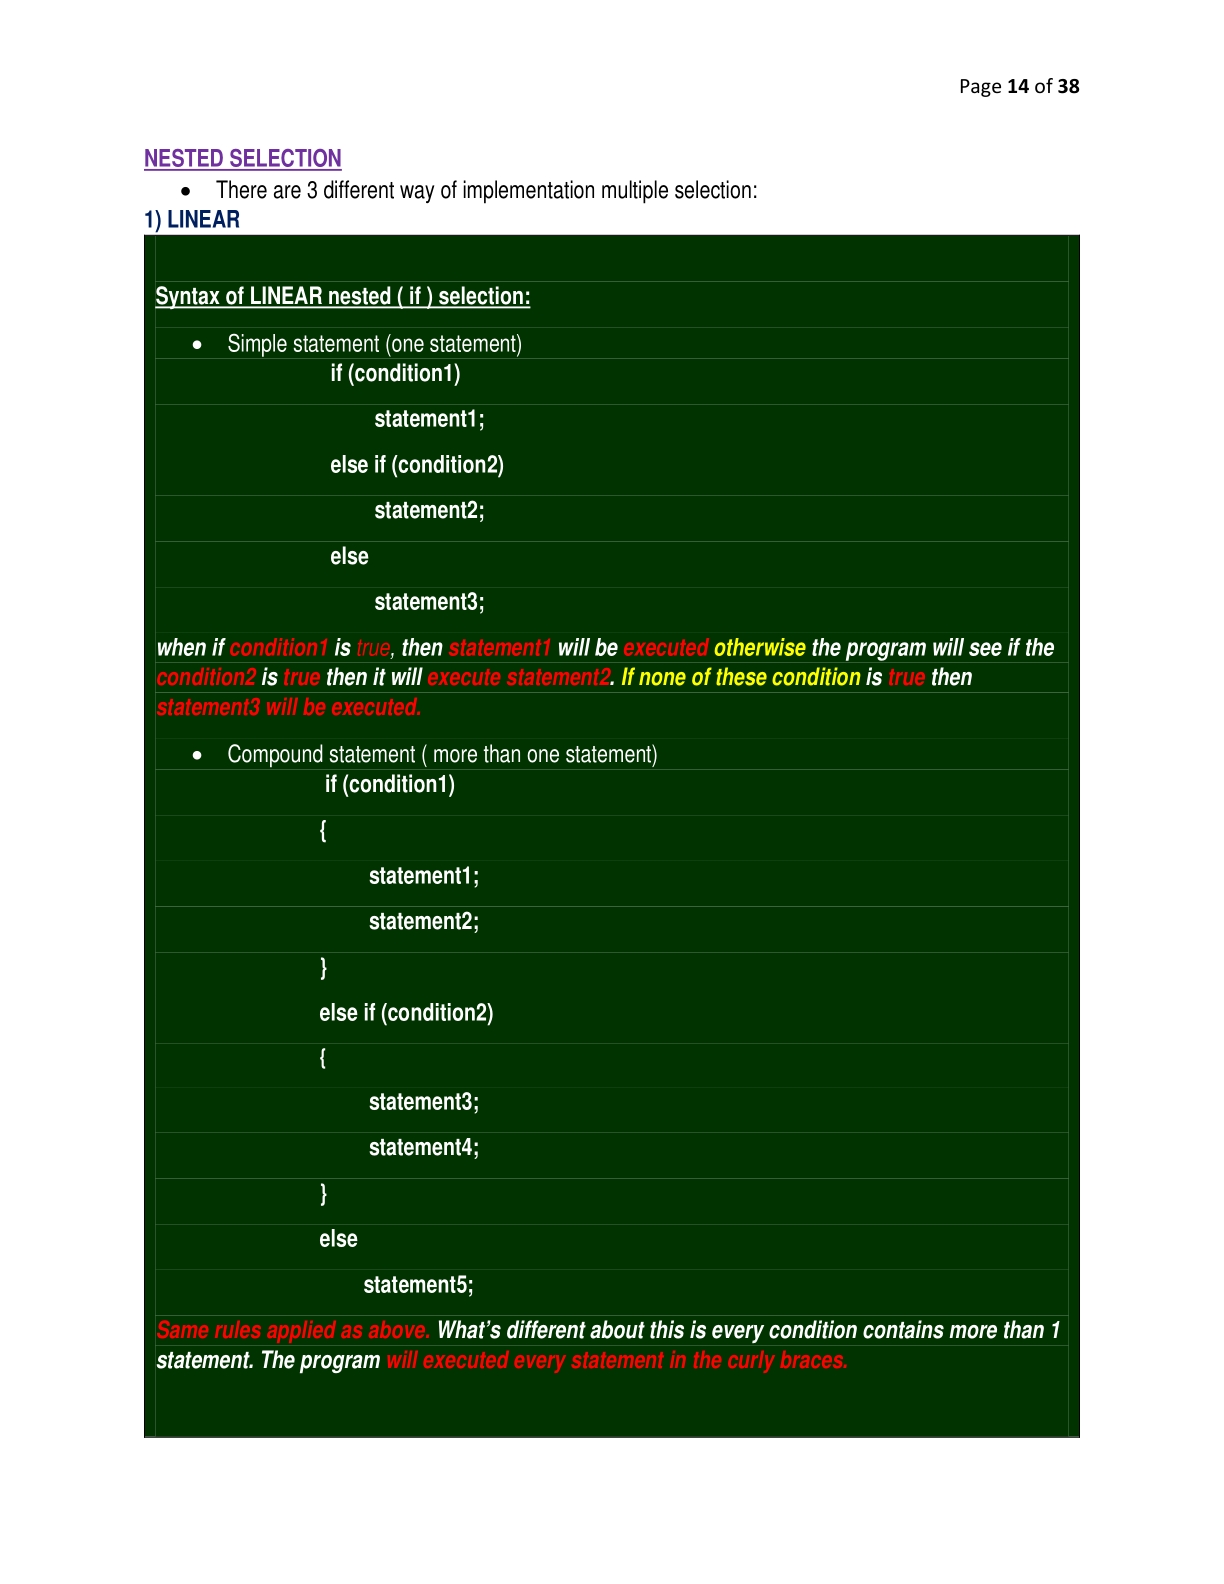 Page 14 of 38
NESTED SELECTION
• There are 3 different way of implementation multiple selection:
1) LINEAR
Syntax of LINEAR nested ( if ) selection:
• Simple statement (one statement)
if (condition1)
statement1;
else if (condition2)
statement2;
else
statement3;
when if condition1 is true, then statement1 will be executed otherwise the program will see if the
condition2 is true then it will execute statement2. If none of these condition is true then
statement3 will be executed.
• Compound statement ( more than one statement)
if (condition1)
{
statement1;
statement2;
}
else if (condition2)
{
statement3;
statement4;
}
else
statement5;
Same rules applied as above. What’s different about this is every condition contains more than 1
statement. The program will executed every statement in the curly braces.